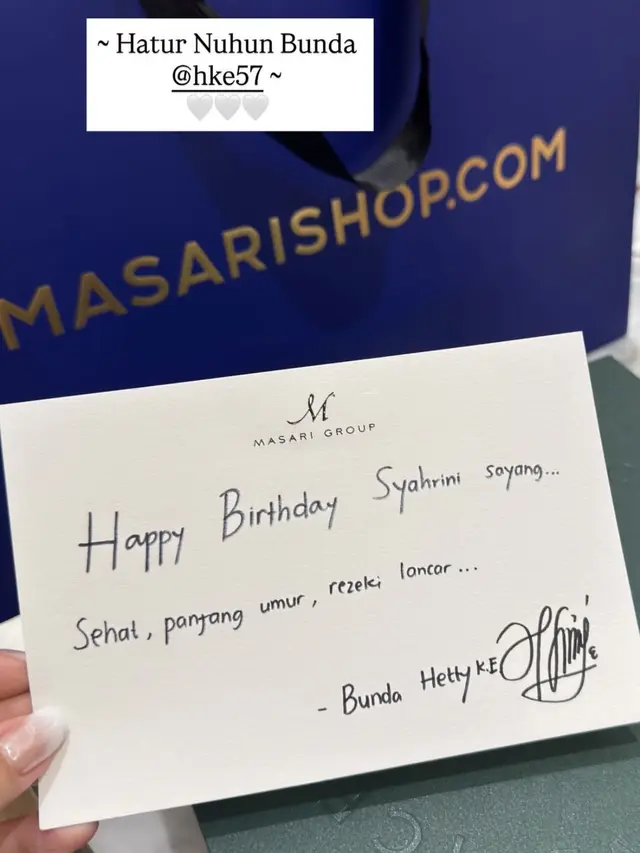 ~ Hatur Nuhun Bunda
@hke57 ~
MASARISHOP.COM
M
MASARI GROUP
Happy Birthday Syahrini sayang...
Sehat, panjang umur, rezeki lancar...
- Bunda Hetty K.E